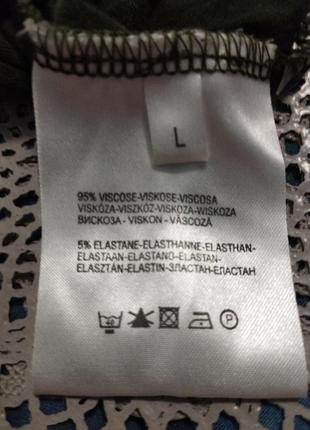 L
95% VISCOSE-VISKOSE-VISCOSA
VISKÓZA-VISZKÓZ-VISKOZA-WISKOZA
ВИСКОЗА - VISKON - VÂSCOZĂ
5% ELASTANE-ELASTHANNE-ELASTHAN-
ELASTAAN-ELASTANO-ELASTAN-
ELASZTÁN-ELASTIN-ЗЛАСТАН-ЕЛАСТАН
40
P